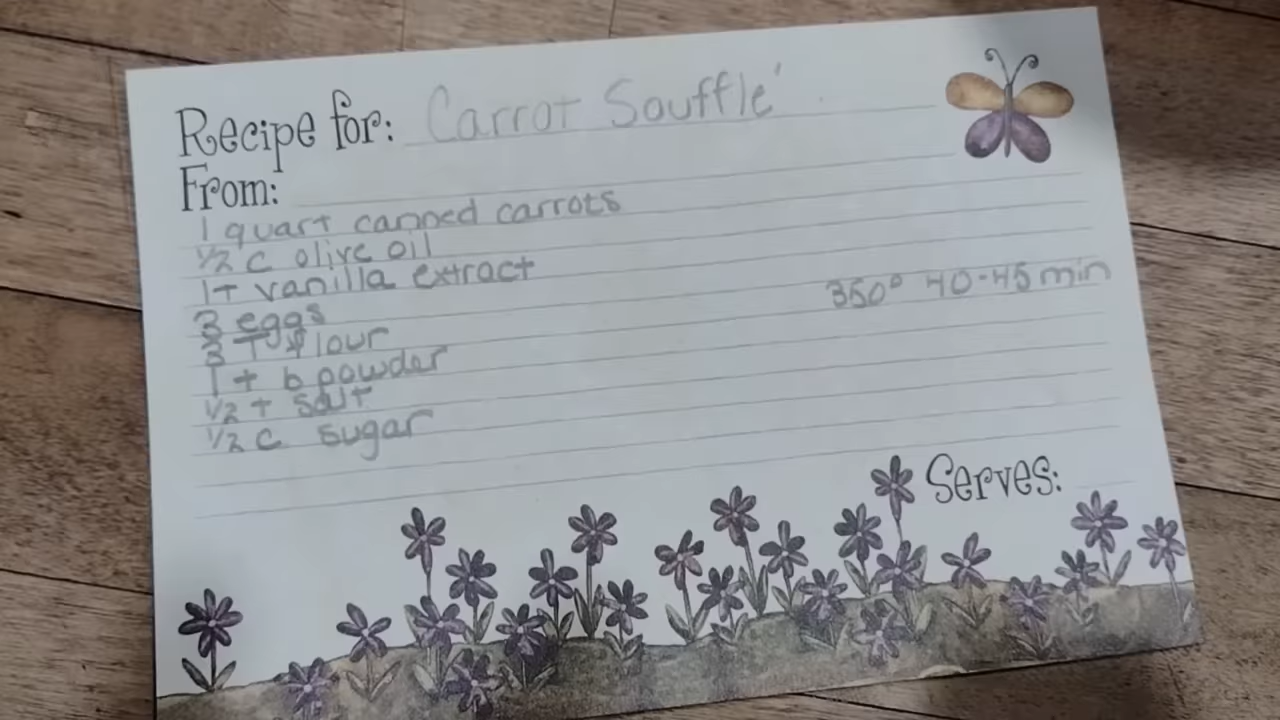 Recipe for: Carrot Soufflé
From:
1 quart canned carrots
1/2 c olive oil
1 t vanilla extract
3 eggs
3 T flour
1 t b powder
1/2 t salt
1/2 c sugar
350° 40-45 min
Serves: